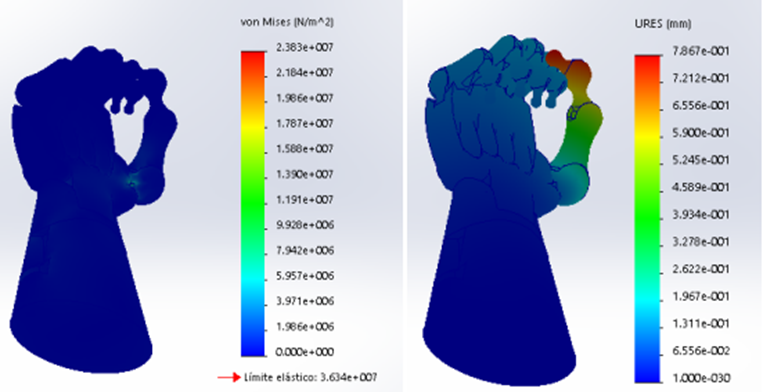 von Mises (N/m^2)
2.383e+007
2.184e+007
1.986e+007
1.787e+007
1.588e+007
1.390e+007
1.191e+007
9.928e+006
7.942e+006
5.957e+006
3.971e+006
1.986e+006
0.000e+000
Límite elástico: 3.634e+007
URES (mm)
7.867e-001
7.212e-001
6.556e-001
5.900e-001
5.245e-001
4.589e-001
3.934e-001
3.278e-001
2.622e-001
1.967e-001
1.311e-001
6.556e-002
1.000e-030